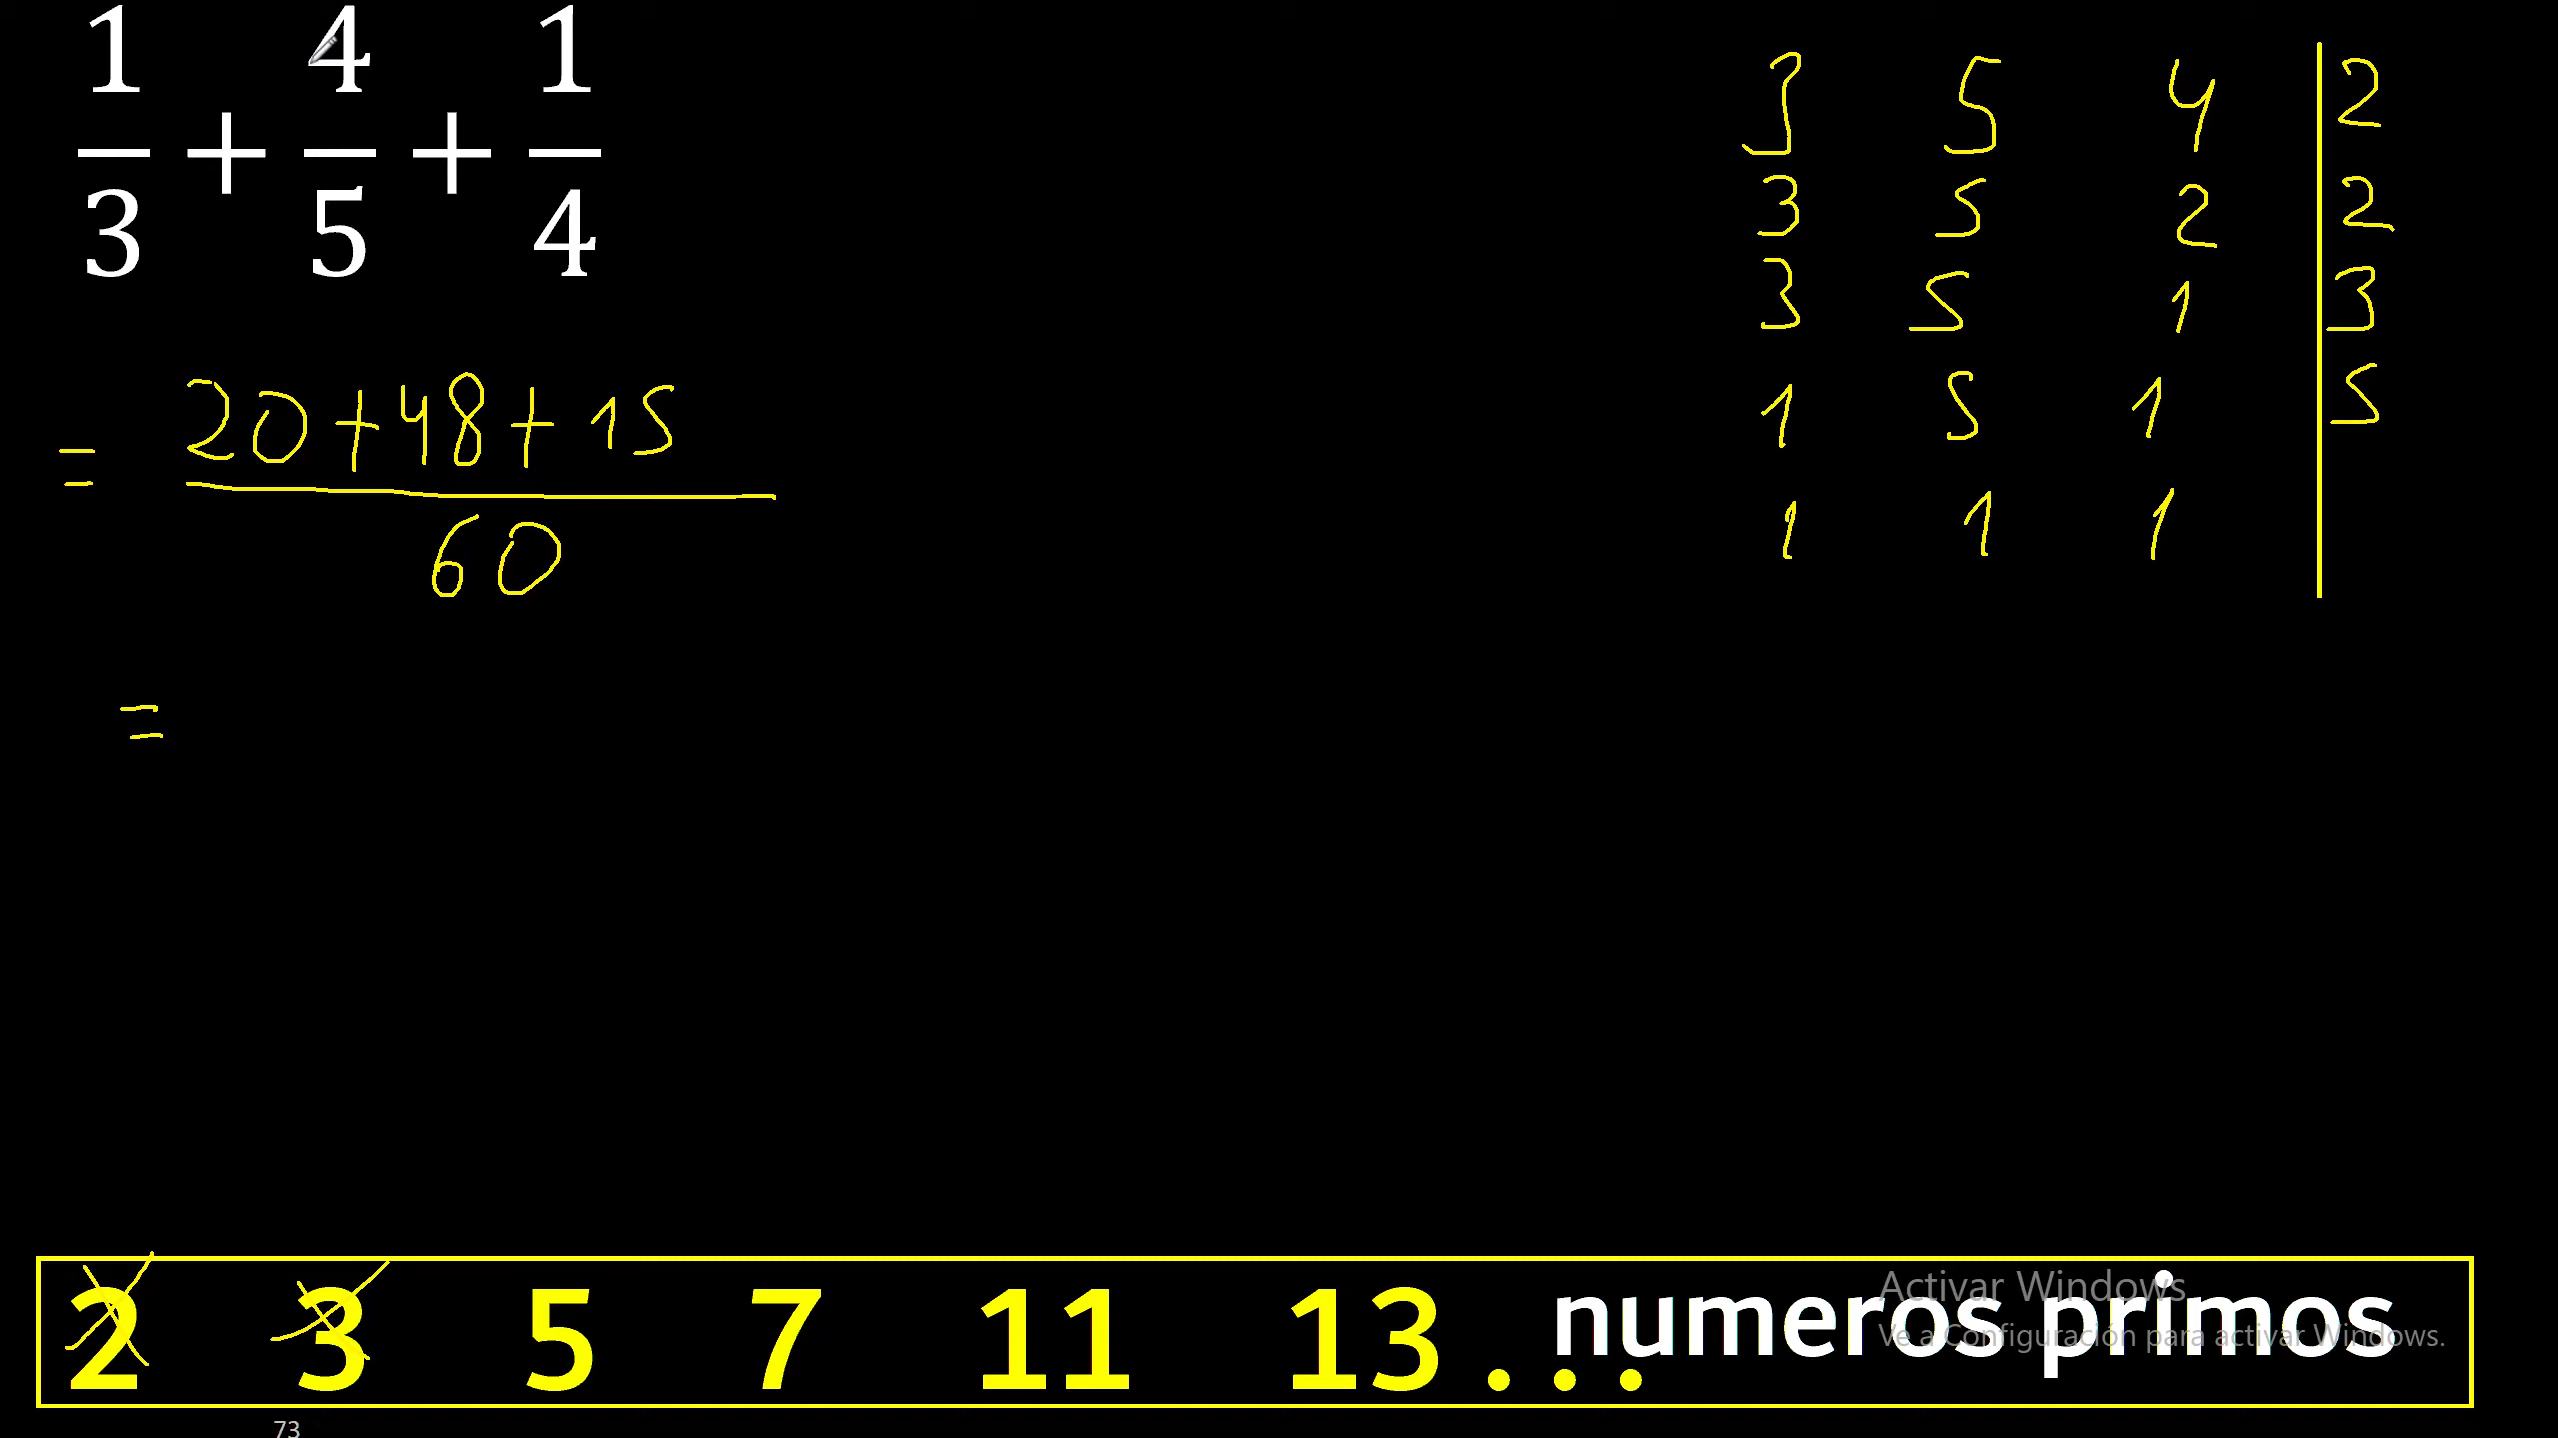 1/3 + 4/5 + 1/4
= 20+48+15 / 60
=
3 5 4 | 2
3 5 2 | 2
3 5 1 | 3
1 5 1 | 5
1 1 1
2 3 5 7 11 13 ... numeros primos
Activar Windows
Ve a Configuración para activar Windows.
73